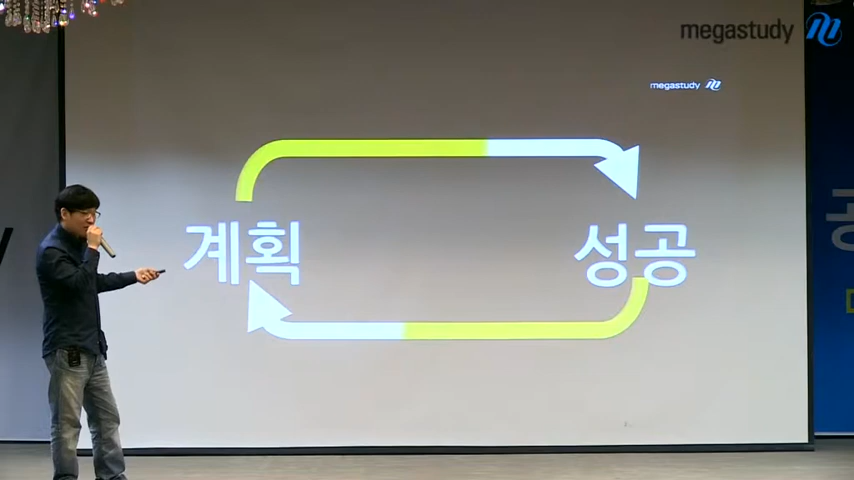 megastudy
megastudy
계획 성공